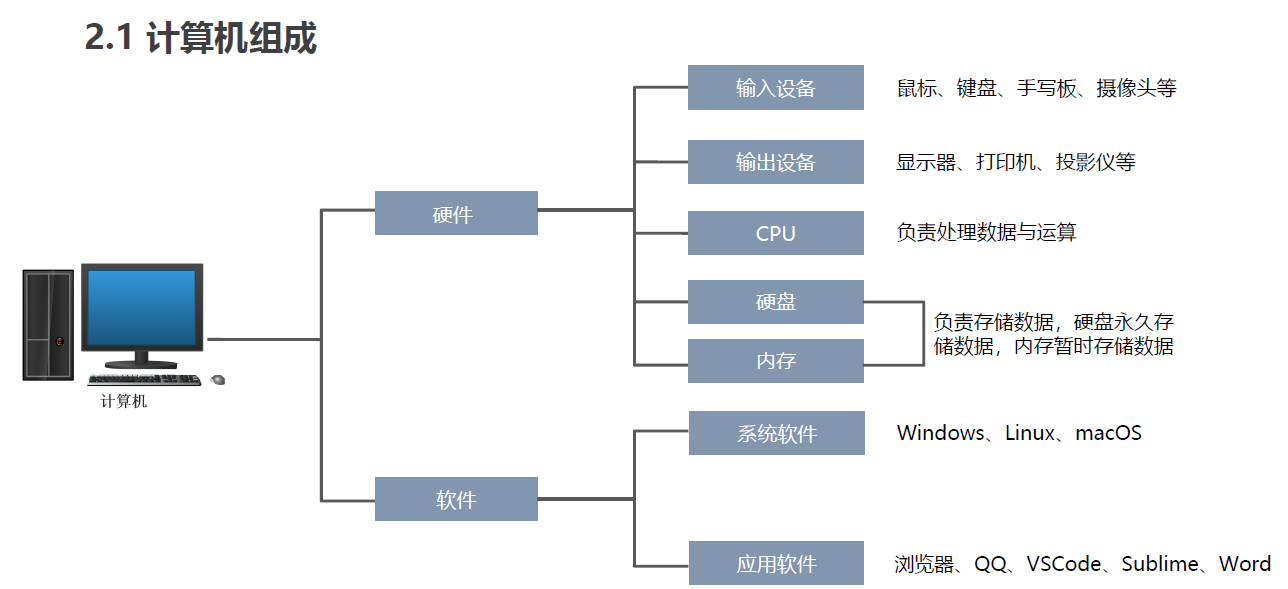 2.1 计算机组成
输入设备
鼠标、键盘、手写板、摄像头等
输出设备
显示器、打印机、投影仪等
硬件
CPU
负责处理数据与运算
硬盘
内存
负责存储数据，硬盘永久存
储数据，内存暂时存储数据
计算机
系统软件
Windows、Linux、macOS
软件
应用软件
浏览器、QQ、VSCode、Sublime、Word